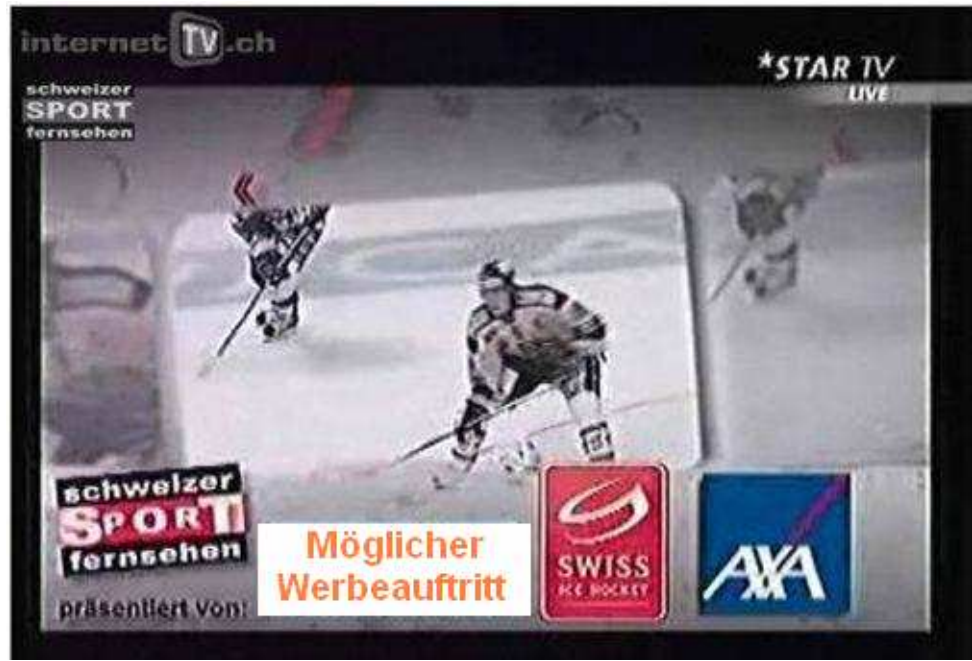 internet TV.ch
*STAR TV
LIVE
schweizer
SPORT
fernsehen
schweizer
SPORT
fernsehen
präsentiert von:
Möglicher
Werbeauftritt
SWISS
ICE HOCKEY
AXA